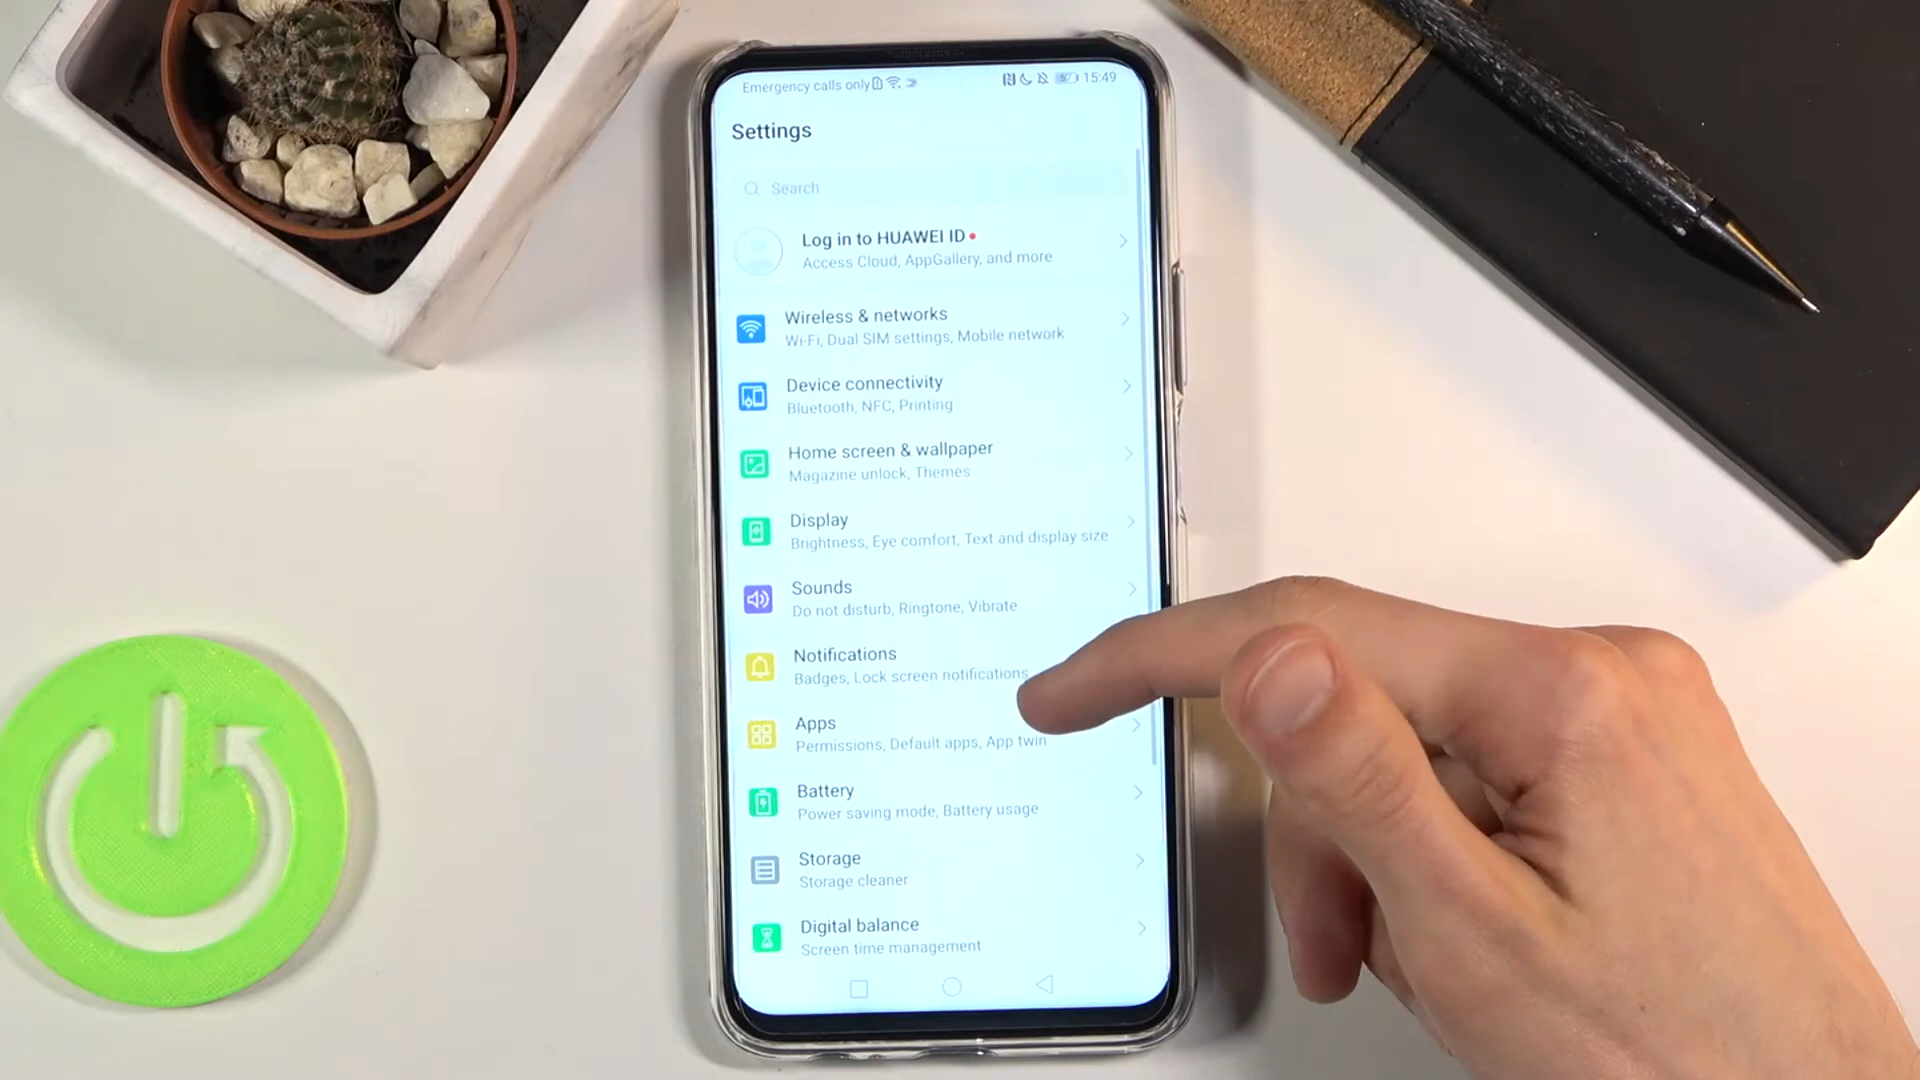 Emergency calls only
15:49
Settings
Search
Log in to HUAWEI ID
Access Cloud, AppGallery, and more
Wireless & networks
Wi-Fi, Dual SIM settings, Mobile network
Device connectivity
Bluetooth, NFC, Printing
Home screen & wallpaper
Magazine unlock, Themes
Display
Brightness, Eye comfort, Text and display size
Sounds
Do not disturb, Ringtone, Vibrate
Notifications
Badges, Lock screen notifications
Apps
Permissions, Default apps, App twin
Battery
Power saving mode, Battery usage
Storage
Storage cleaner
Digital balance
Screen time management